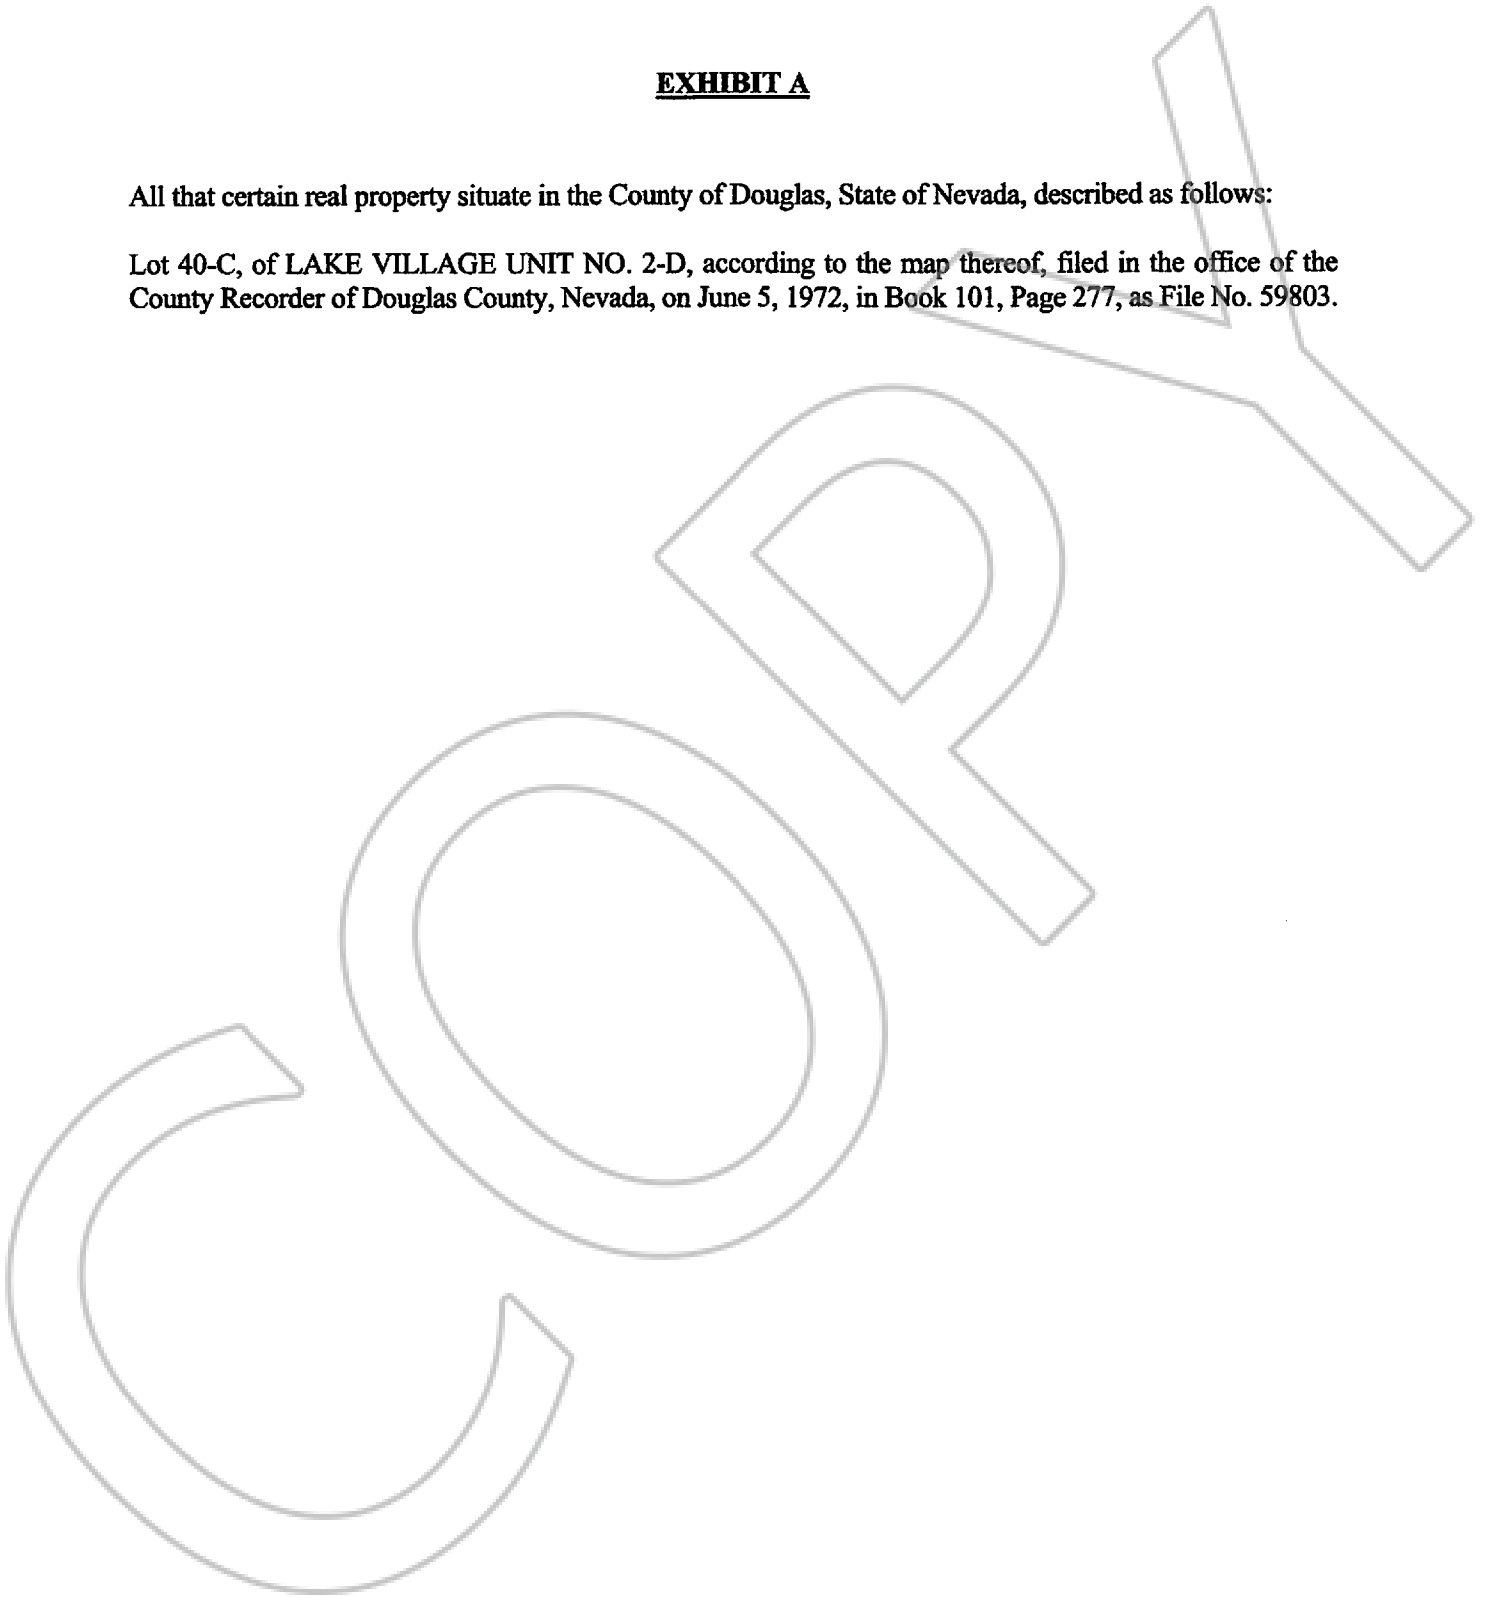 EXHIBIT A
All that certain real property situate in the County of Douglas, State of Nevada, described as follows:
Lot 40-C, of LAKE VILLAGE UNIT NO. 2-D, according to the map thereof, filed in the office of the
County Recorder of Douglas County, Nevada, on June 5, 1972, in Book 101, Page 277, as File No. 59803.
COPY